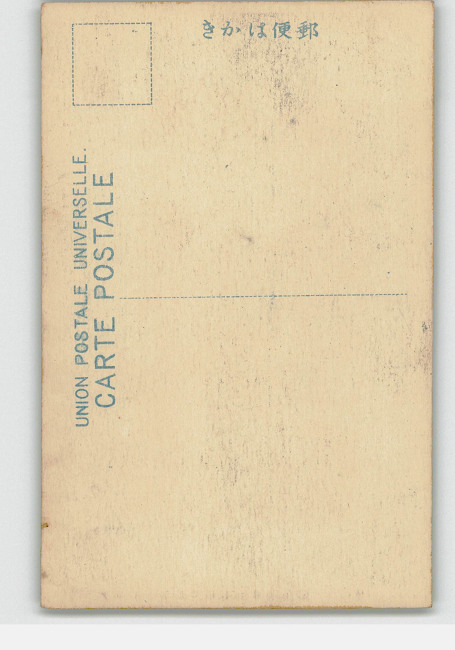 郵便はかき
UNION POSTALE UNIVERSELLE.
CARTE POSTALE